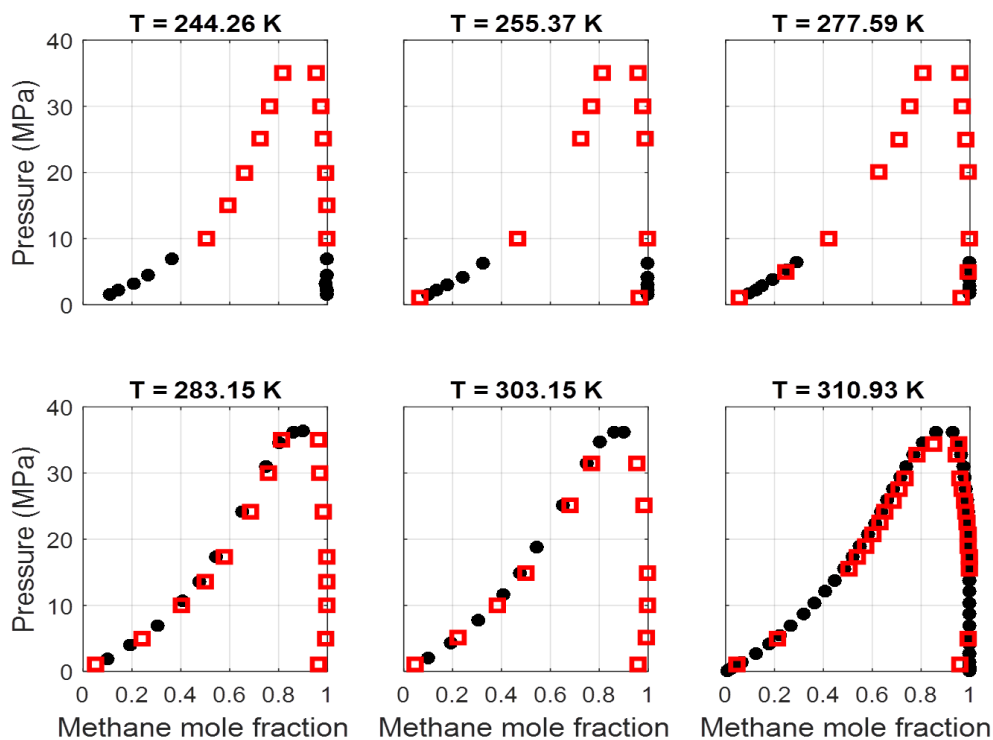 T = 244.26 K
T = 255.37 K
T = 277.59 K
Pressure (MPa)
40
30
20
10
0
T = 283.15 K
T = 303.15 K
T = 310.93 K
Pressure (MPa)
40
30
20
10
0
0 0.2 0.4 0.6 0.8 1
0 0.2 0.4 0.6 0.8 1
0 0.2 0.4 0.6 0.8 1
Methane mole fraction
Methane mole fraction
Methane mole fraction